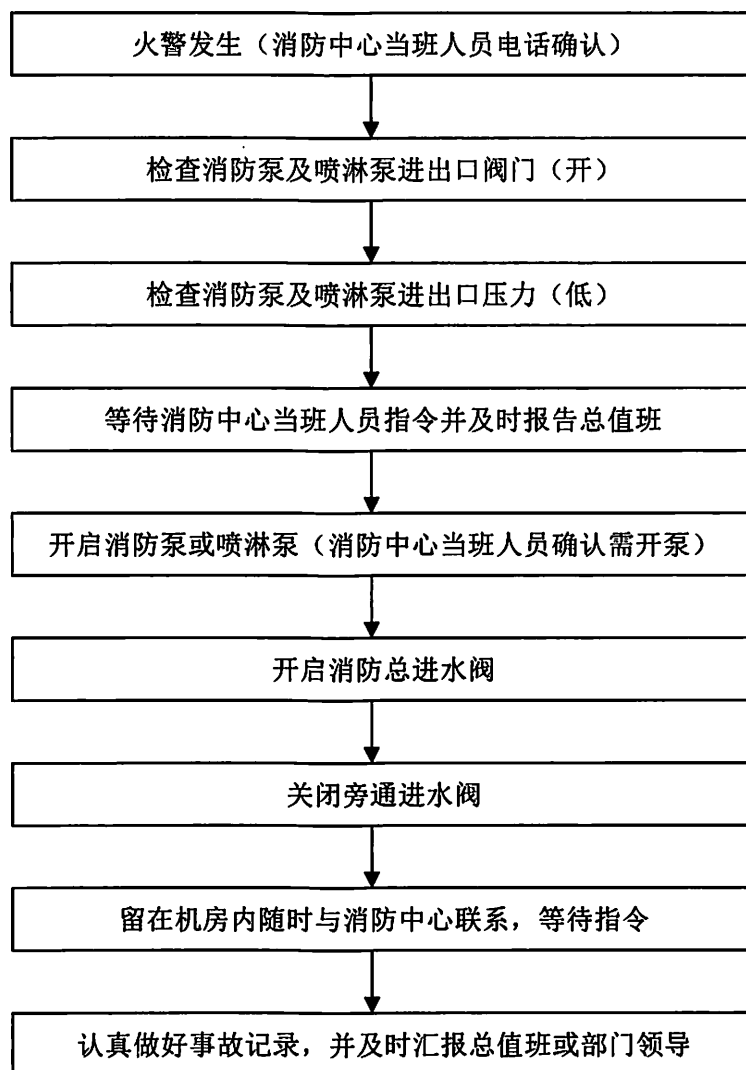 火警发生（消防中心当班人员电话确认）
检查消防泵及喷淋泵进出口阀门（开）
检查消防泵及喷淋泵进出口压力（低）
等待消防中心当班人员指令并及时报告总值班
开启消防泵或喷淋泵（消防中心当班人员确认需开泵）
开启消防总进水阀
关闭旁通进水阀
留在机房内随时与消防中心联系，等待指令
认真做好事故记录，并及时汇报总值班或部门领导